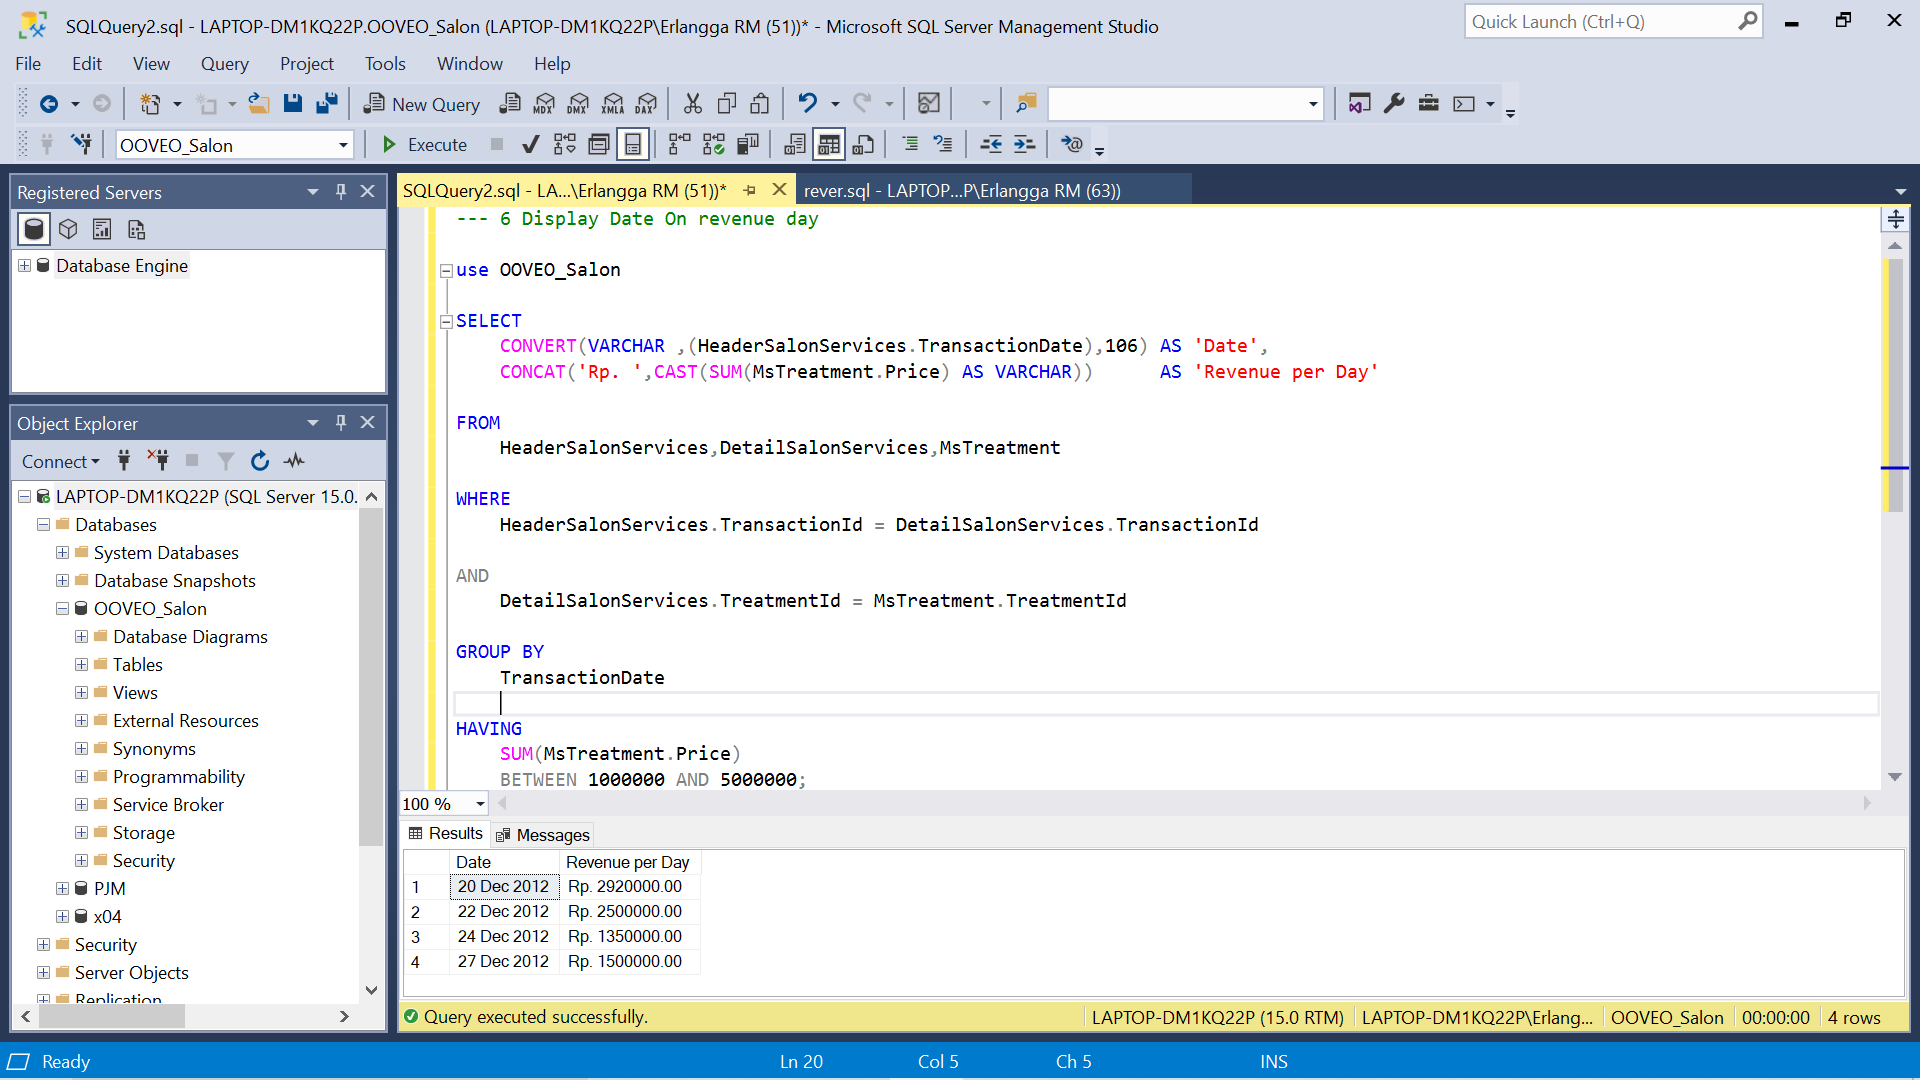 SQLQuery2.sql - LAPTOP-DM1KQ22P.OOVEO_Salon (LAPTOP-DM1KQ22P\Erlangga RM (51))* - Microsoft SQL Server Management Studio
Quick Launch (Ctrl+Q)
File Edit View Query Project Tools Window Help
New Query MDX DMX XMLA DAX
OOVEO_Salon Execute
Registered Servers
Database Engine
Object Explorer
Connect
LAPTOP-DM1KQ22P (SQL Server 15.0.
Databases
System Databases
Database Snapshots
OOVEO_Salon
Database Diagrams
Tables
Views
External Resources
Synonyms
Programmability
Service Broker
Storage
Security
PJM
x04
Security
Server Objects
Replication
SQLQuery2.sql - LA...\Erlangga RM (51))* rever.sql - LAPTOP...P\Erlangga RM (63))
--- 6 Display Date On revenue day
use OOVEO_Salon
SELECT
CONVERT(VARCHAR ,(HeaderSalonServices.TransactionDate),106) AS 'Date',
CONCAT('Rp. ',CAST(SUM(MsTreatment.Price) AS VARCHAR)) AS 'Revenue per Day'
FROM
HeaderSalonServices,DetailSalonServices,MsTreatment
WHERE
HeaderSalonServices.TransactionId = DetailSalonServices.TransactionId
AND
DetailSalonServices.TreatmentId = MsTreatment.TreatmentId
GROUP BY
TransactionDate
HAVING
SUM(MsTreatment.Price)
BETWEEN 1000000 AND 5000000;
100 %
Results Messages
Date Revenue per Day
1 20 Dec 2012 Rp. 2920000.00
2 22 Dec 2012 Rp. 2500000.00
3 24 Dec 2012 Rp. 1350000.00
4 27 Dec 2012 Rp. 1500000.00
Query executed successfully. LAPTOP-DM1KQ22P (15.0 RTM) LAPTOP-DM1KQ22P\Erlang... OOVEO_Salon 00:00:00 4 rows
Ready Ln 20 Col 5 Ch 5 INS